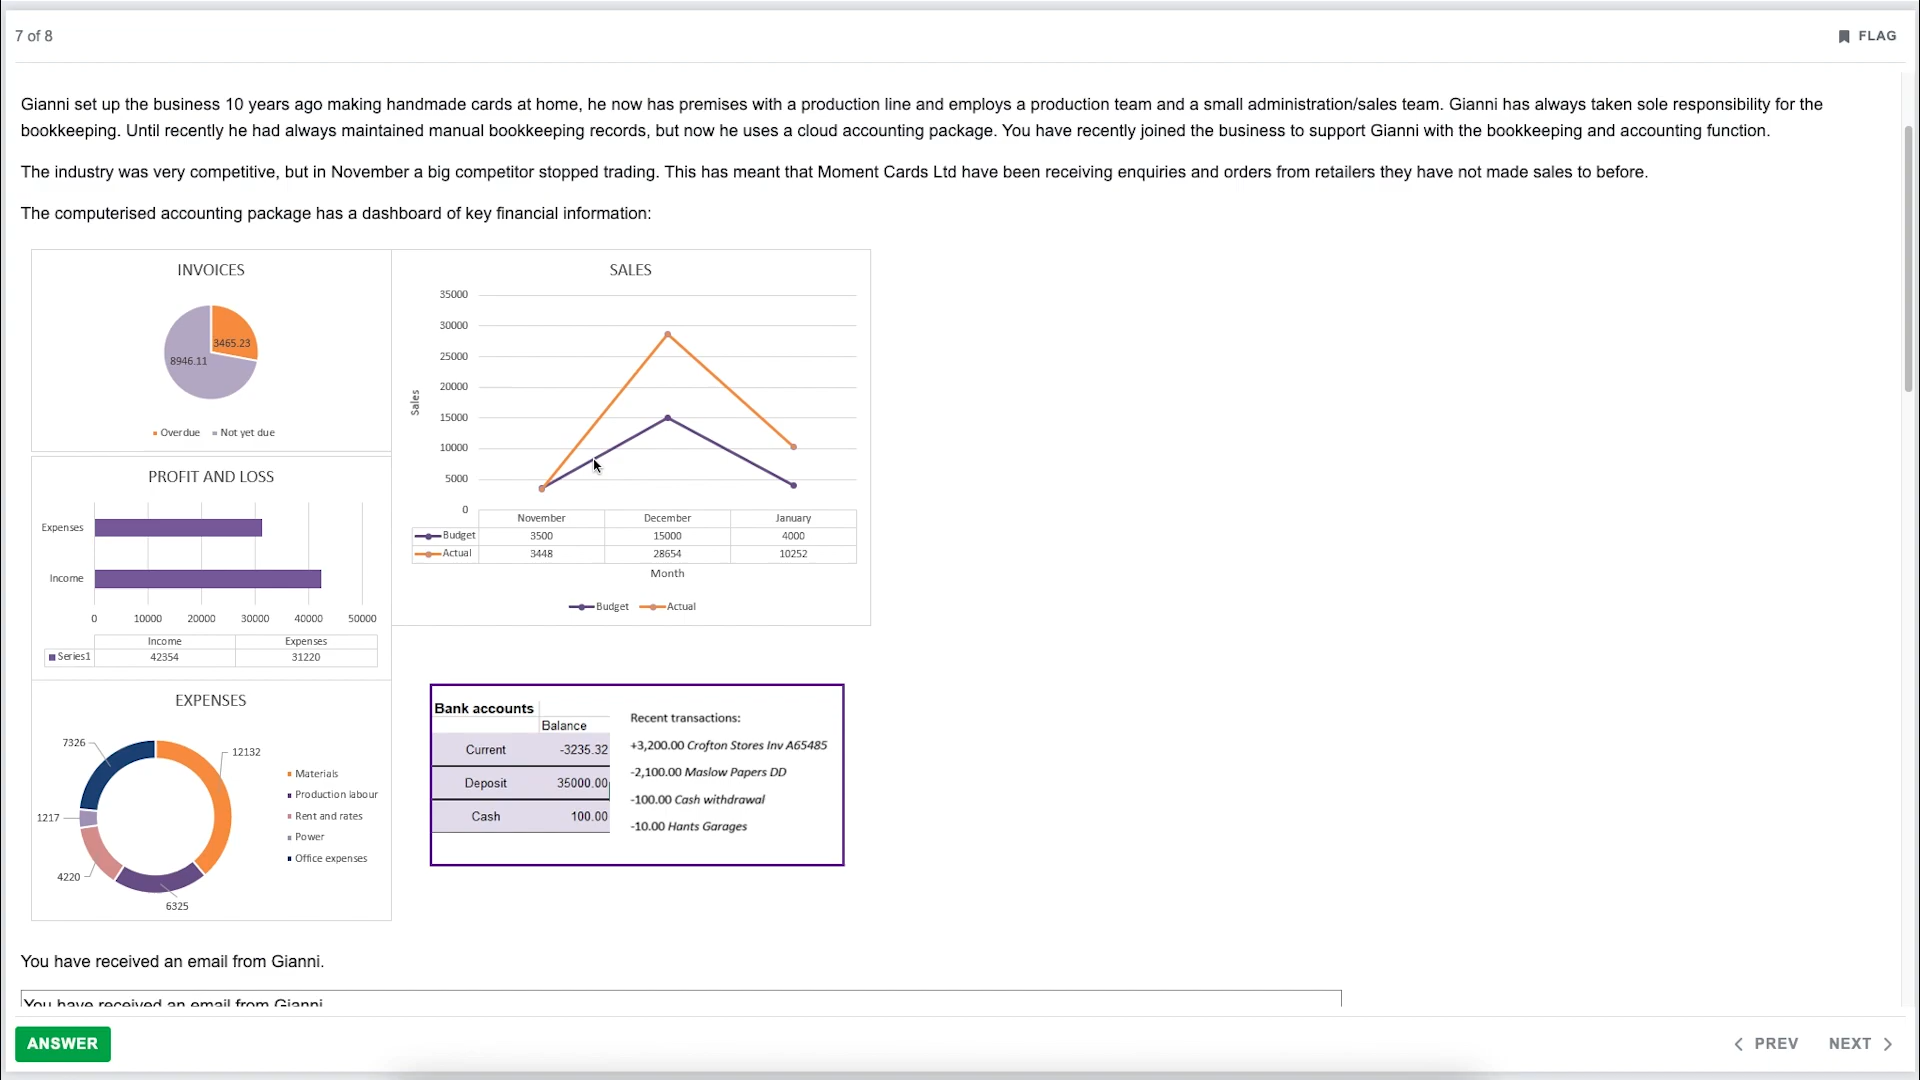 7 of 8
FLAG
Gianni set up the business 10 years ago making handmade cards at home, he now has premises with a production line and employs a production team and a small administration/sales team. Gianni has always taken sole responsibility for the
bookkeeping. Until recently he had always maintained manual bookkeeping records, but now he uses a cloud accounting package. You have recently joined the business to support Gianni with the bookkeeping and accounting function.
The industry was very competitive, but in November a big competitor stopped trading. This has meant that Moment Cards Ltd have been receiving enquiries and orders from retailers they have not made sales to before.
The computerised accounting package has a dashboard of key financial information:
INVOICES
3465.23
8946.11
Overdue Not yet due
PROFIT AND LOSS
Expenses
Income
0 10000 20000 30000 40000 50000
Income Expenses
Series1 42354 31220
EXPENSES
7326
12132
1217
4220
6325
Materials
Production labour
Rent and rates
Power
Office expenses
SALES
35000
30000
25000
20000
15000
10000
5000
0
Sales
November December January
Budget 3500 15000 4000
Actual 3448 28654 10252
Month
Budget Actual
Bank accounts
Balance
Current -3235.32
Deposit 35000.00
Cash 100.00
Recent transactions:
+3,200.00 Crofton Stores Inv A65485
-2,100.00 Maslow Papers DD
-100.00 Cash withdrawal
-10.00 Hants Garages
You have received an email from Gianni.
You have received an email from Gianni
ANSWER
PREV
NEXT